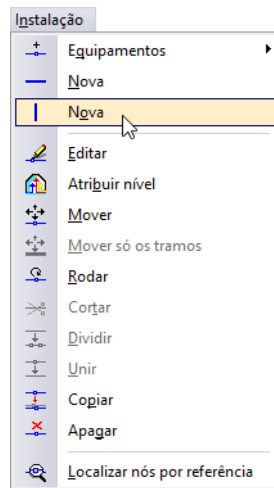 Instalação
Equipamentos
Nova
Nova
Editar
Atribuir nível
Mover
Mover só os tramos
Rodar
Cortar
Dividir
Unir
Copiar
Apagar
Localizar nós por referência